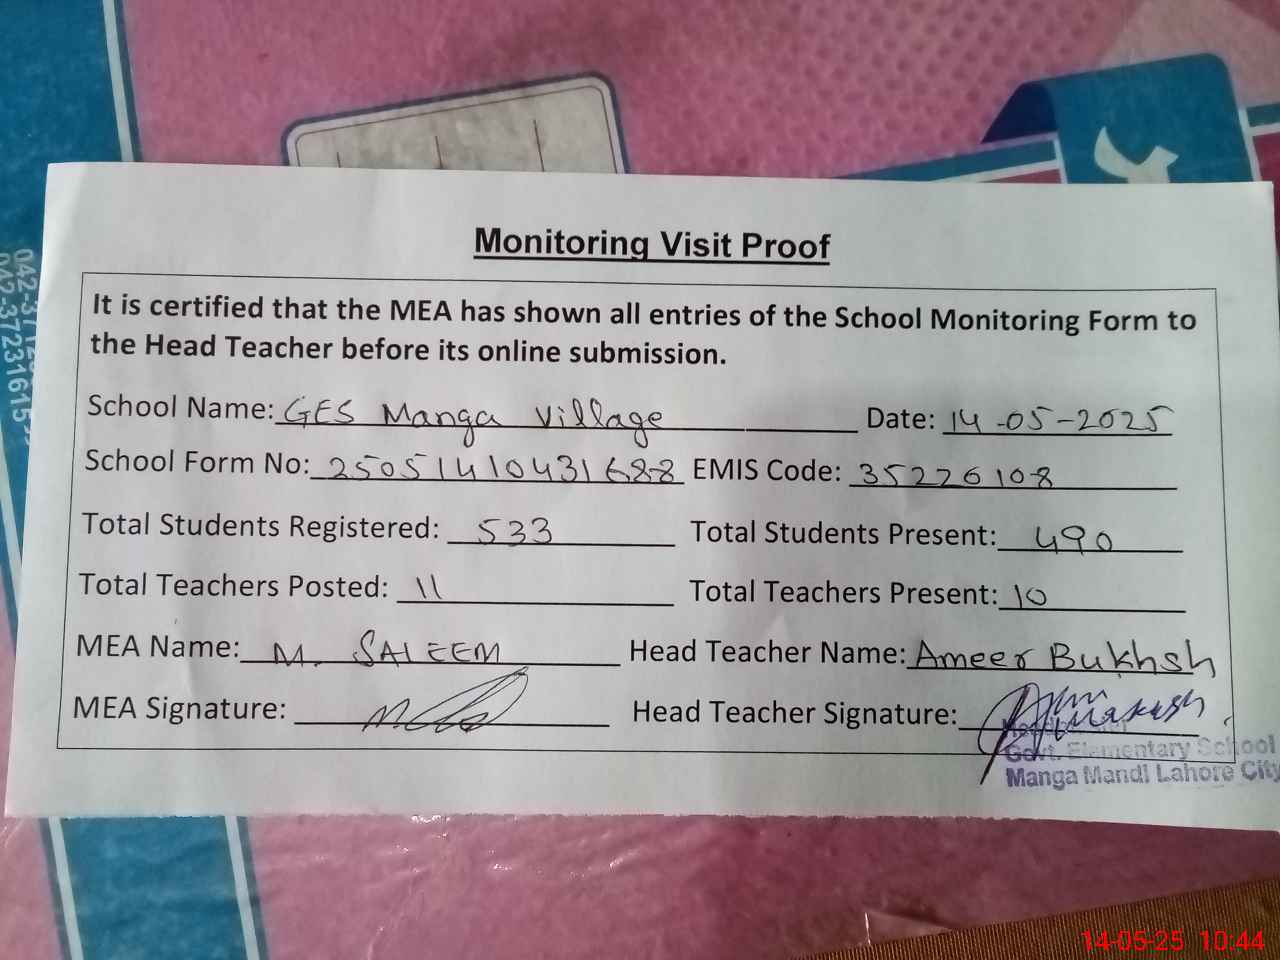 Monitoring Visit Proof
It is certified that the MEA has shown all entries of the School Monitoring Form to
the Head Teacher before its online submission.
School Name: GES Manga Village Date: 14-05-2025
School Form No: 25051410431688 EMIS Code: 35226108
Total Students Registered: 533 Total Students Present: 490
Total Teachers Posted: 11 Total Teachers Present: 10
MEA Name: M. SALEEM Head Teacher Name: Ameer Bukhsh
MEA Signature: Head Teacher Signature:
Govt. Elementary School
Manga Mandi Lahore City
14-05-25 10:44